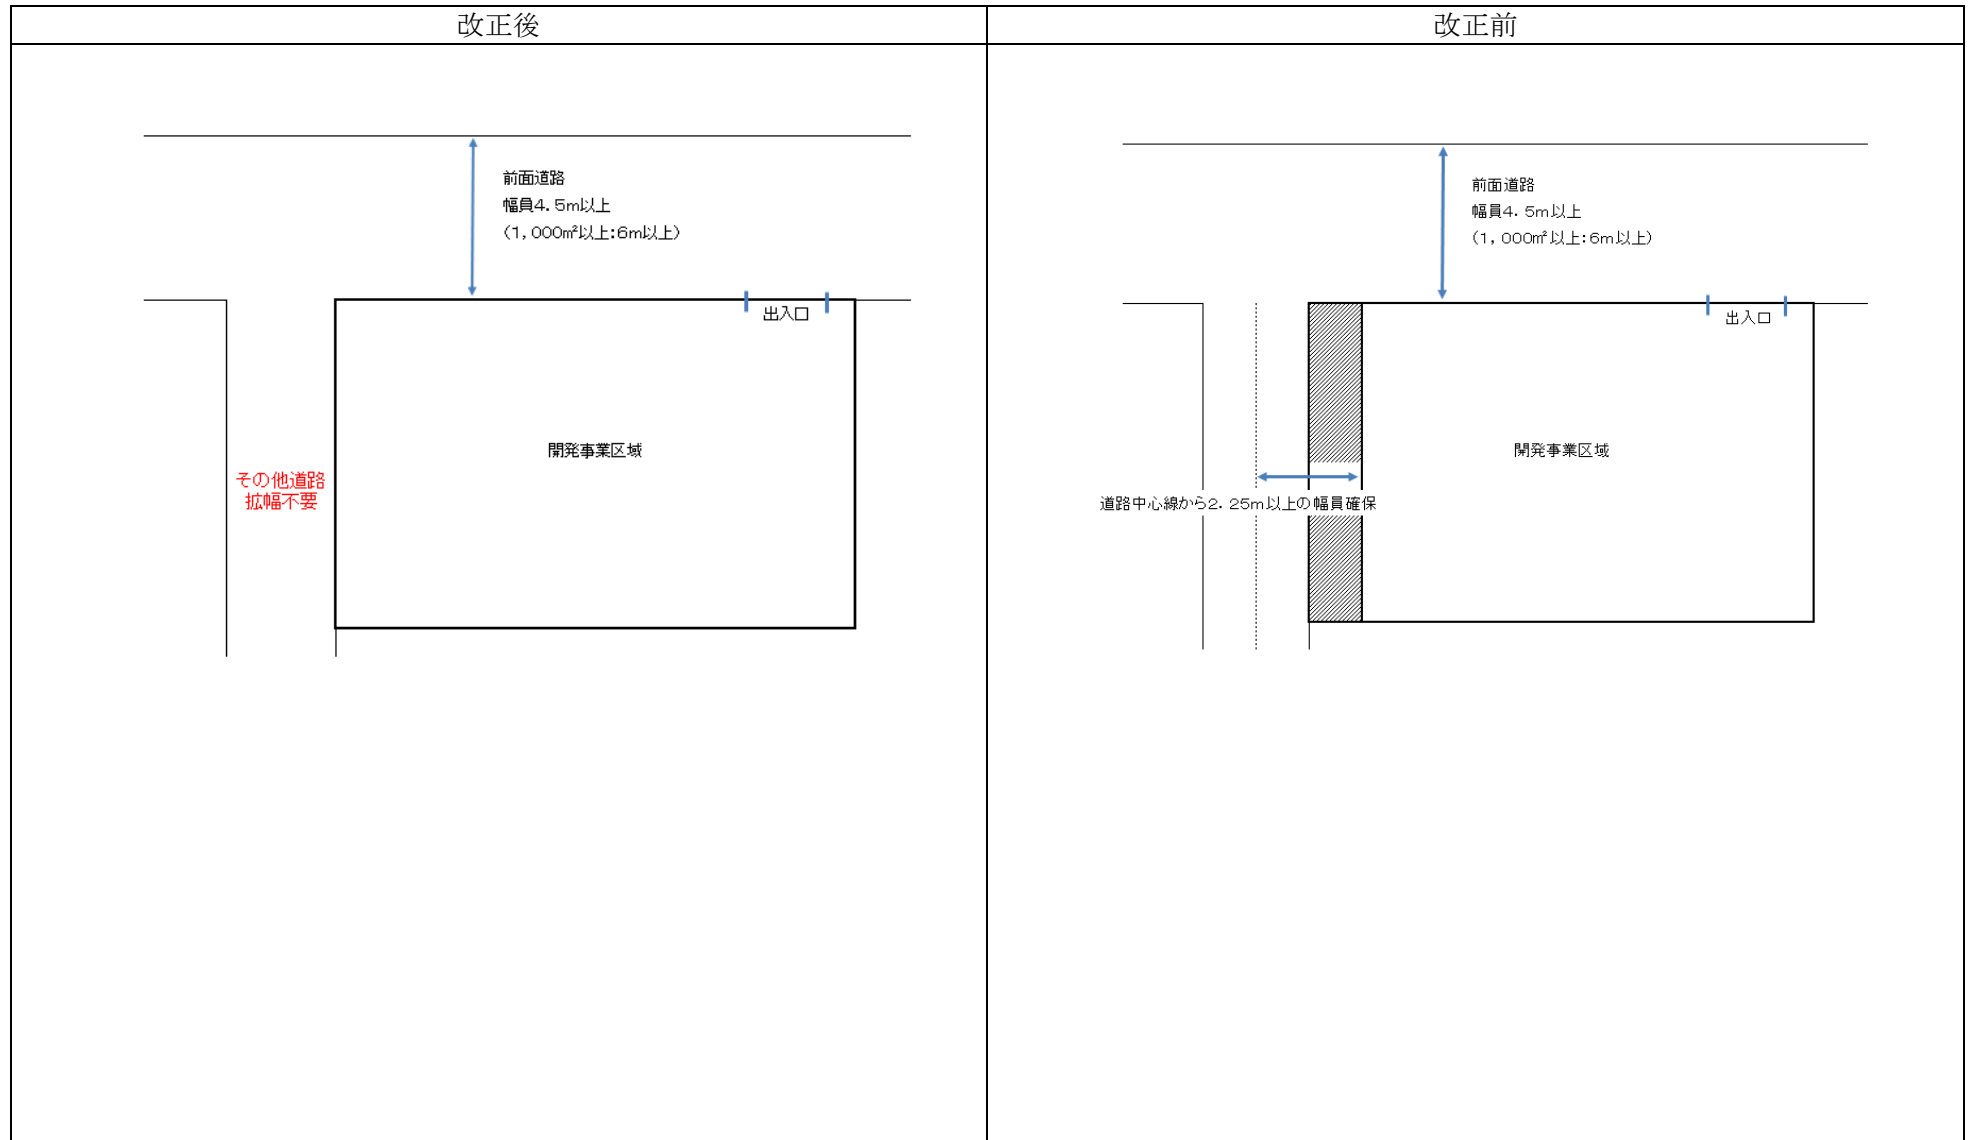 改正後
改正前
前面道路
幅員4.5m以上
(1,000㎡以上:6m以上)
出入口
開発事業区域
その他道路
拡幅不要
前面道路
幅員4.5m以上
(1,000㎡以上:6m以上)
出入口
開発事業区域
道路中心線から2.25m以上の幅員確保